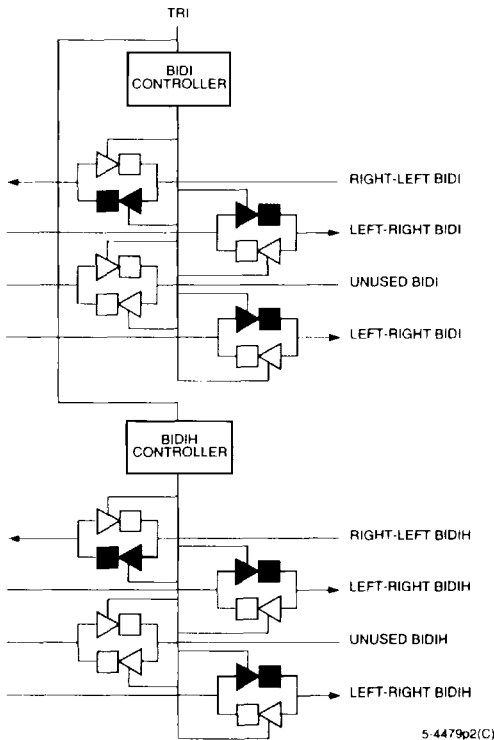 TRI
BIDI
CONTROLLER
RIGHT-LEFT BIDI
LEFT-RIGHT BIDI
UNUSED BIDI
LEFT-RIGHT BIDI
BIDIH
CONTROLLER
RIGHT-LEFT BIDIH
LEFT-RIGHT BIDIH
UNUSED BIDIH
LEFT-RIGHT BIDIH
5-4479p2(C)